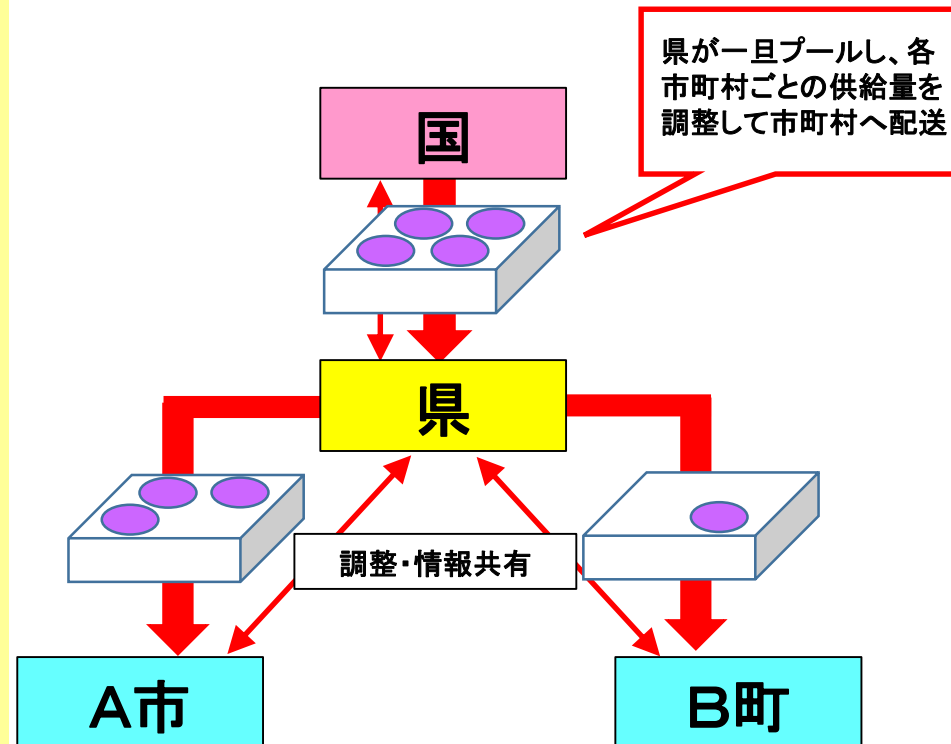 県が一旦プールし、各
市町村ごとの供給量を
調整して市町村へ配送
国
県
調整・情報共有
A市
B町